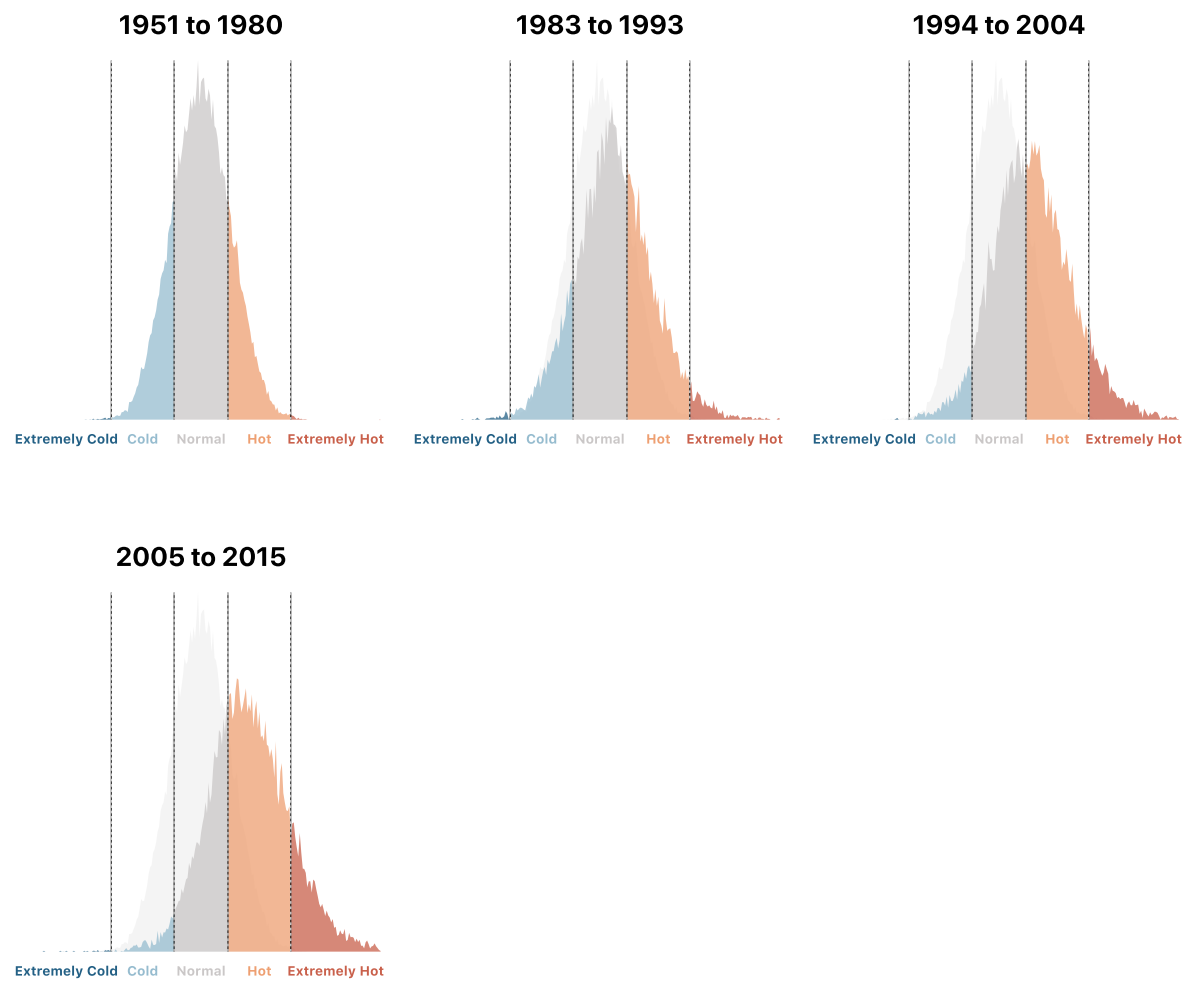 1951 to 1980
1983 to 1993
1994 to 2004
Extremely Cold Cold Normal Hot Extremely Hot
Extremely Cold Cold Normal Hot Extremely Hot
Extremely Cold Cold Normal Hot Extremely Hot
2005 to 2015
Extremely Cold Cold Normal Hot Extremely Hot